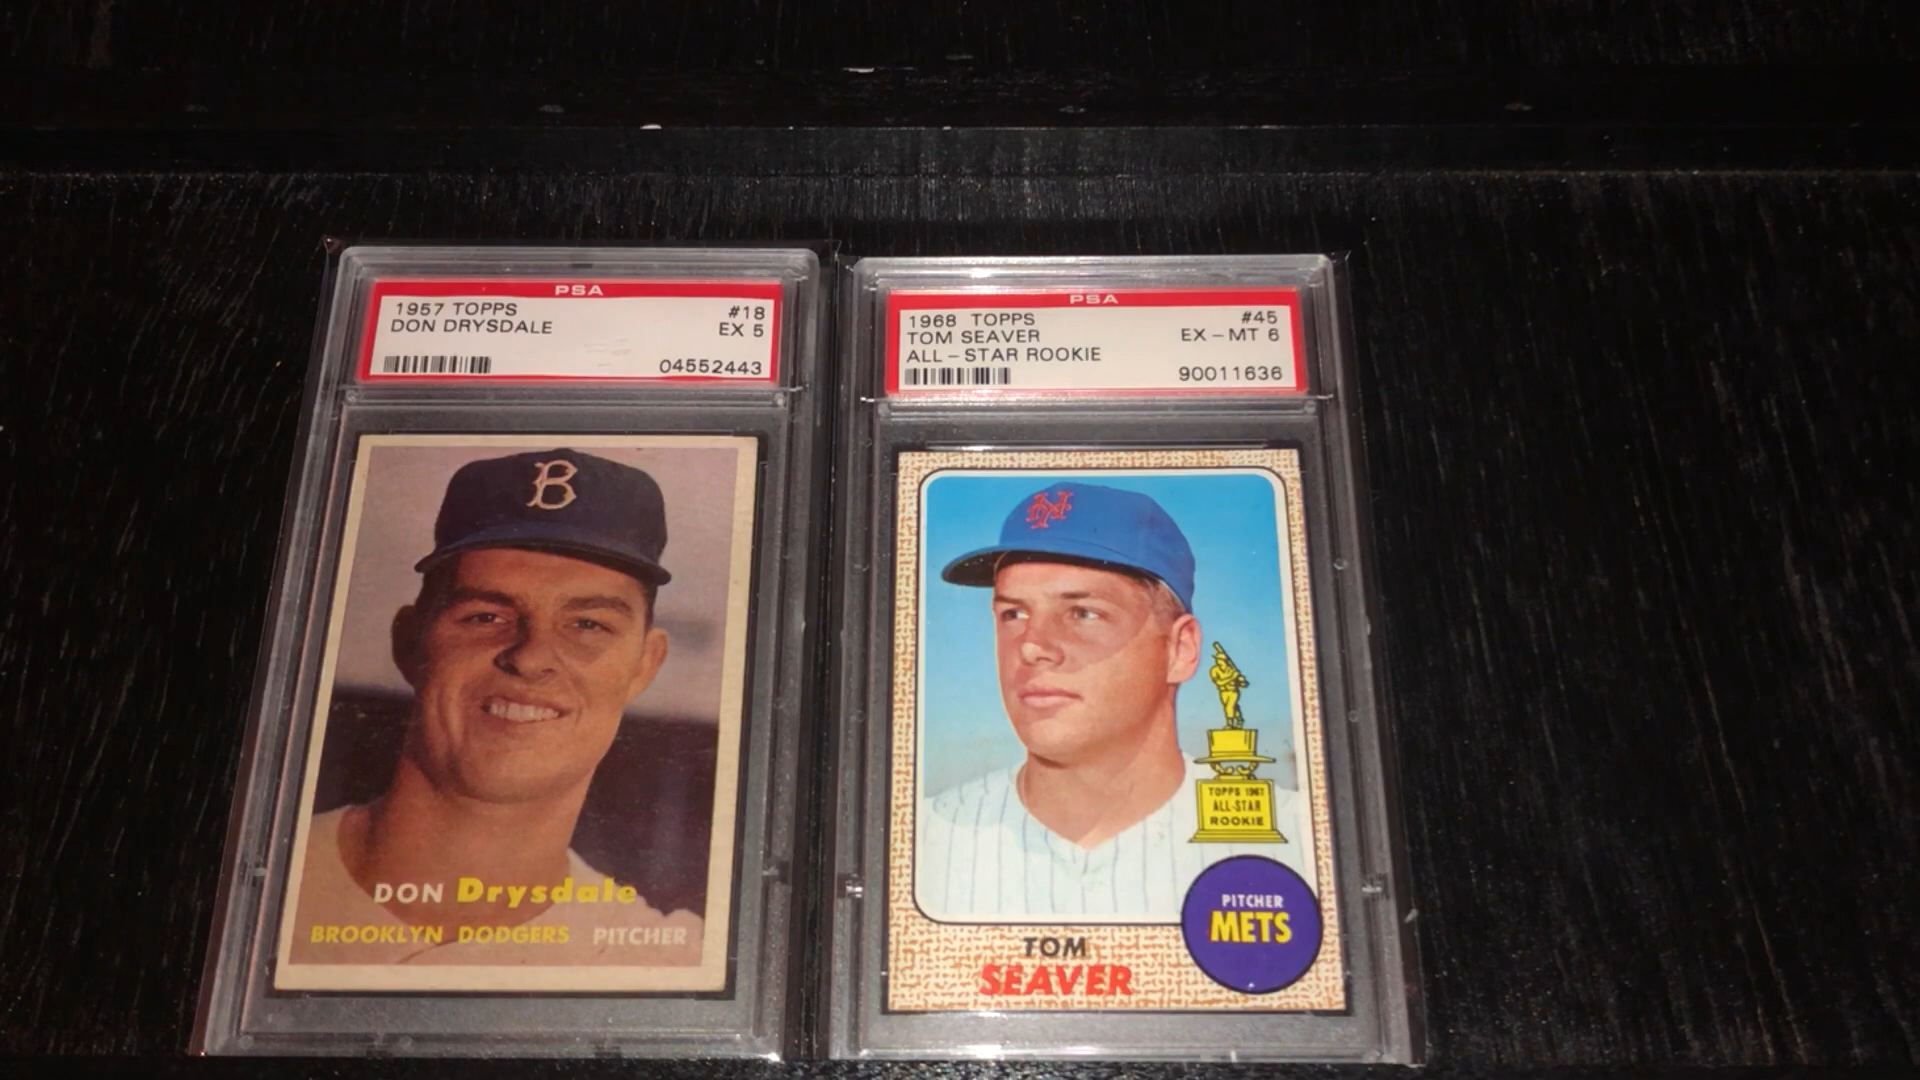 PSA
1957 TOPPS #18
DON DRYSDALE EX 5
04552443
B
DON Drysdale
BROOKLYN DODGERS PITCHER
PSA
1968 TOPPS #45
TOM SEAVER EX-MT 6
ALL-STAR ROOKIE
90011636
NY
TOPPS 1967
ALL-STAR
ROOKIE
PITCHER
METS
TOM
SEAVER